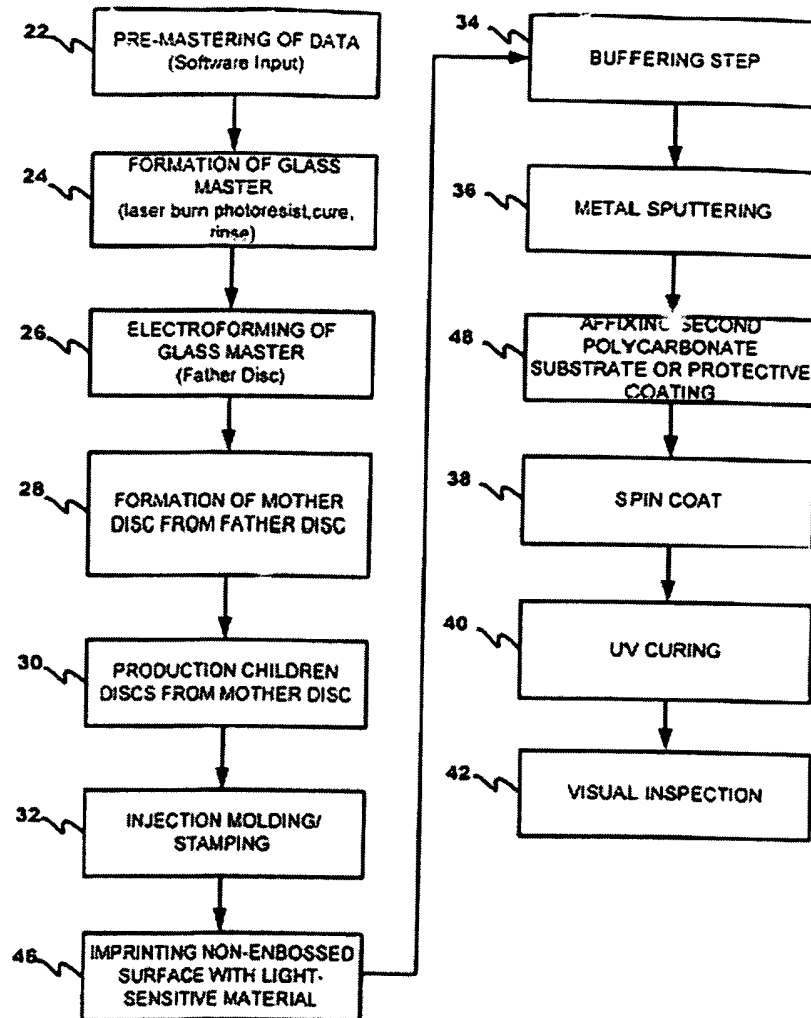 22
PRE-MASTERING OF DATA
(Software Input)
24
FORMATION OF GLASS
MASTER
(laser burn photoresist,cure,
rinse)
26
ELECTROFORMING OF
GLASS MASTER
(Father Disc)
28
FORMATION OF MOTHER
DISC FROM FATHER DISC
30
PRODUCTION CHILDREN
DISCS FROM MOTHER DISC
32
INJECTION MOLDING/
STAMPING
46
IMPRINTING NON-ENBOSSED
SURFACE WITH LIGHT-
SENSITIVE MATERIAL
34
BUFFERING STEP
36
METAL SPUTTERING
48
AFFIXING SECOND
POLYCARBONATE
SUBSTRATE OR PROTECTIVE
COATING
38
SPIN COAT
40
UV CURING
42
VISUAL INSPECTION